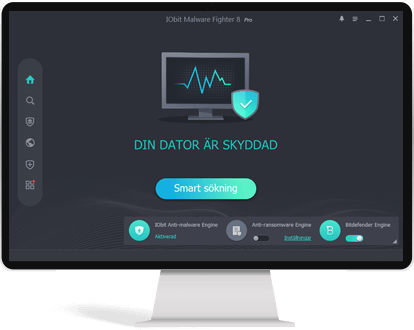 IObit Malware Fighter 8 Pro
DIN DATOR ÄR SKYDDAD
Smart sökning
IObit Anti-malware Engine
Aktiverad
Anti-ransomware Engine
Inställningar
Bitdefender Engine